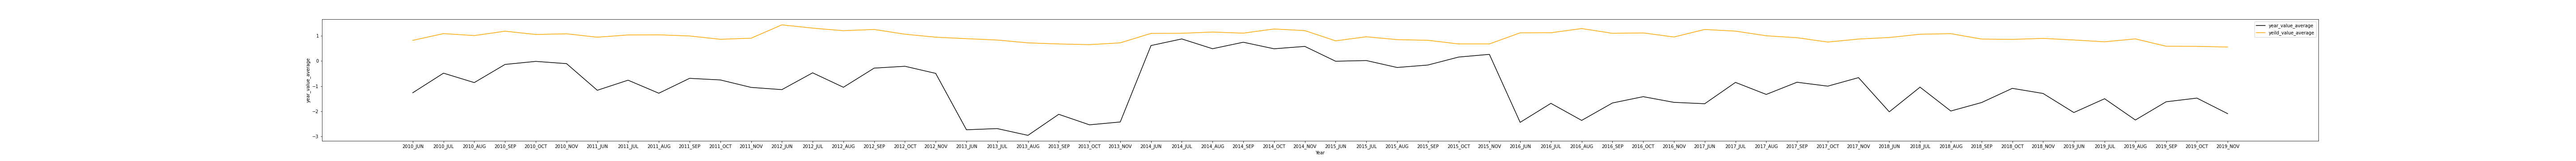 year_value_average
yeild_value_average
1
0
−1
−2
−3
year_value_average
2010_JUN 2010_JUL 2010_AUG 2010_SEP 2010_OCT 2010_NOV 2011_JUN 2011_JUL 2011_AUG 2011_SEP 2011_OCT 2011_NOV 2012_JUN 2012_JUL 2012_AUG 2012_SEP 2012_OCT 2012_NOV 2013_JUN 2013_JUL 2013_AUG 2013_SEP 2013_OCT 2013_NOV 2014_JUN 2014_JUL 2014_AUG 2014_SEP 2014_OCT 2014_NOV 2015_JUN 2015_JUL 2015_AUG 2015_SEP 2015_OCT 2015_NOV 2016_JUN 2016_JUL 2016_AUG 2016_SEP 2016_OCT 2016_NOV 2017_JUN 2017_JUL 2017_AUG 2017_SEP 2017_OCT 2017_NOV 2018_JUN 2018_JUL 2018_AUG 2018_SEP 2018_OCT 2018_NOV 2019_JUN 2019_JUL 2019_AUG 2019_SEP 2019_OCT 2019_NOV
Year